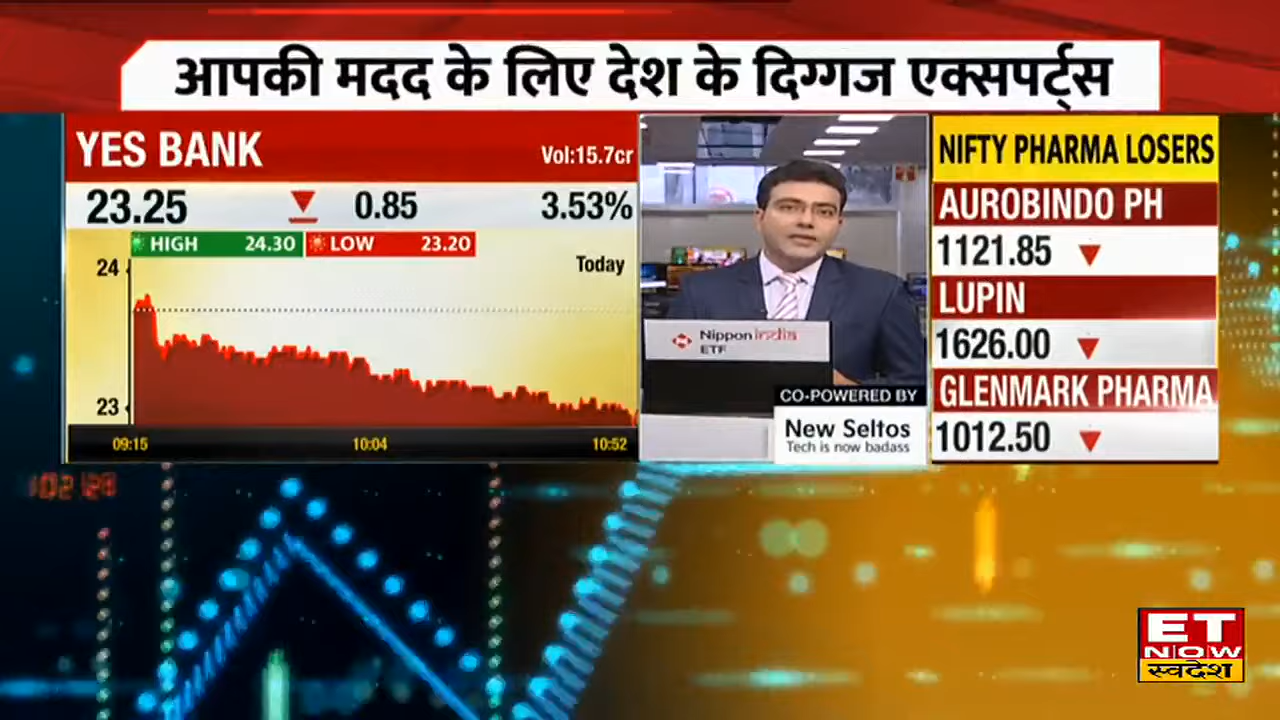 आपकी मदद के लिए देश के दिग्गज एक्सपर्ट्स
YES BANK
Vol:15.7cr
23.25 0.85 3.53%
HIGH 24.30 LOW 23.20
Today
24
23
09:15 10:04 10:52
Nippon india
ETF
CO-POWERED BY
New Seltos
Tech is now badass
NIFTY PHARMA LOSERS
AUROBINDO PH
1121.85
LUPIN
1626.00
GLENMARK PHARMA
1012.50
ET
NOW
स्वदेश